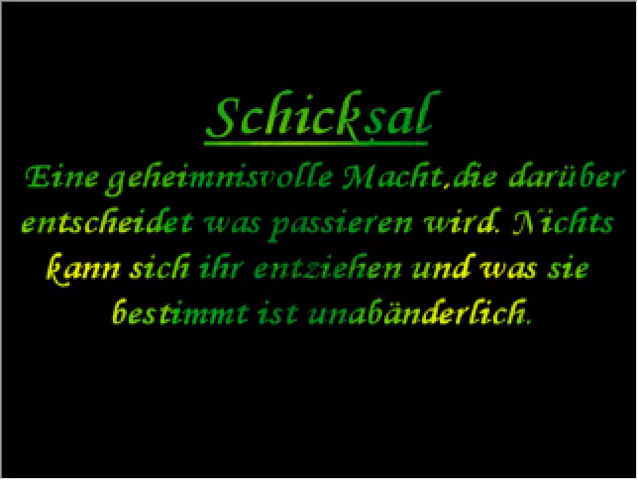 Schicksal
Eine geheimnisvolle Macht,die darüber
entscheidet was passieren wird. Nichts
kann sich ihr entziehen und was sie
bestimmt ist unabänderlich.